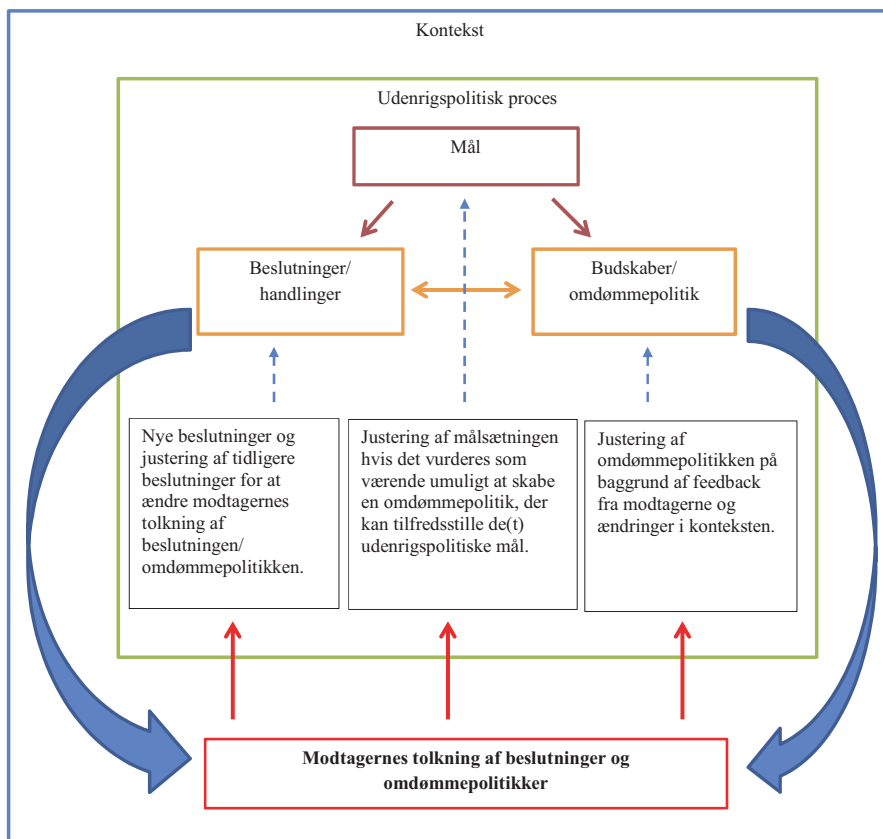 Kontekst
Udenrigspolitisk proces
Mål
Beslutninger/
handlinger
Budskaber/
omdømmepolitik
Nye beslutninger og
justering af tidligere
beslutninger for at
ændre modtagernes
tolkning af
beslutningen/
omdømmepolitikken.
Justering af målsætningen
hvis det vurderes som
værende umuligt at skabe
en omdømmepolitik, der
kan tilfredsstille de(t)
udenrigspolitiske mål.
Justering af
omdømmepolitikken på
baggrund af feedback
fra modtagerne og
ændringer i konteksten.
Modtagernes tolkning af beslutninger og
omdømmepolitikker